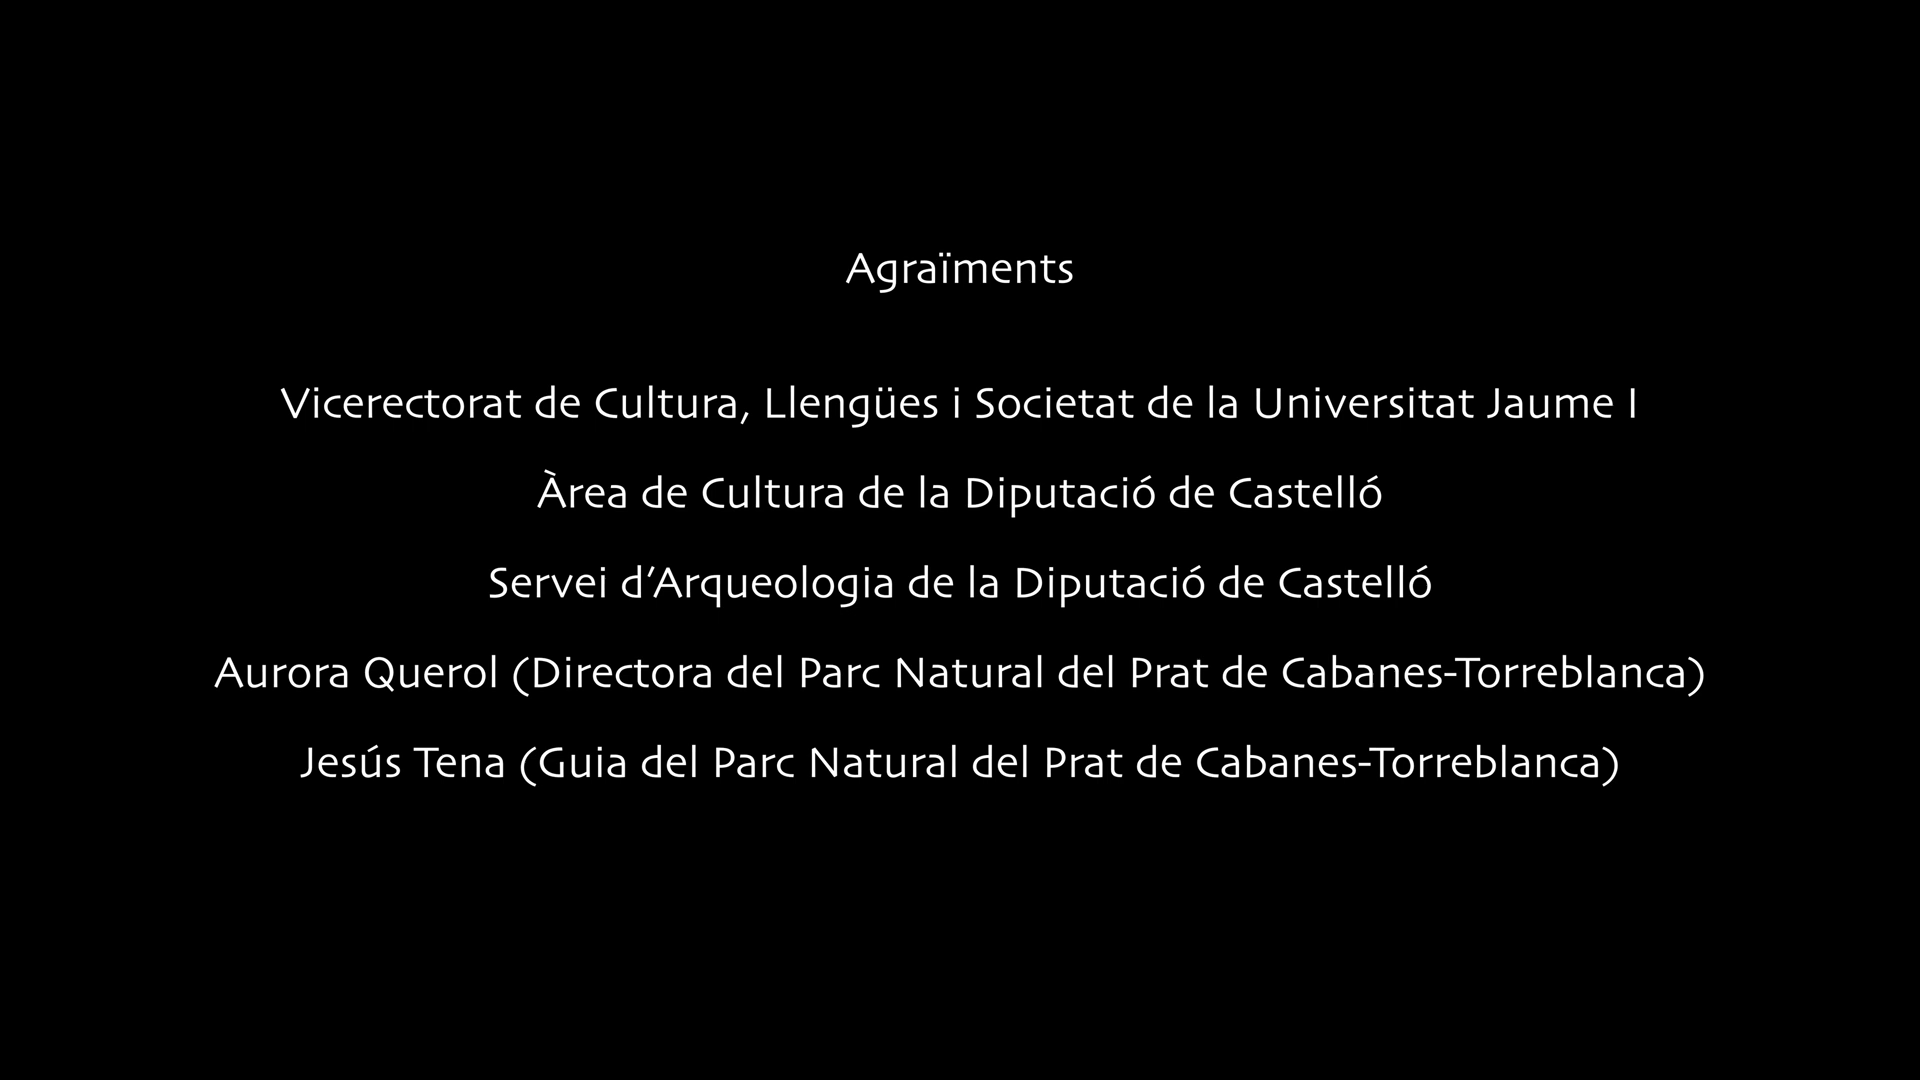 Agraïments
Vicerectorat de Cultura, Llengües i Societat de la Universitat Jaume I
Àrea de Cultura de la Diputació de Castelló
Servei d’Arqueologia de la Diputació de Castelló
Aurora Querol (Directora del Parc Natural del Prat de Cabanes-Torreblanca)
Jesús Tena (Guia del Parc Natural del Prat de Cabanes-Torreblanca)